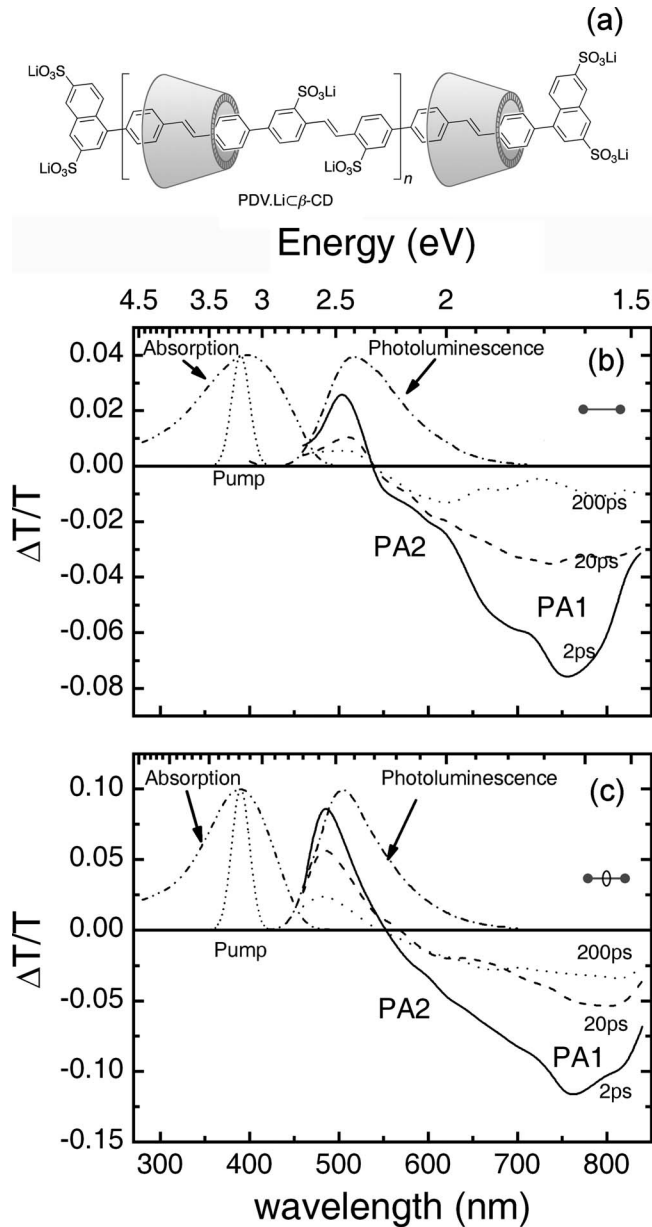 (a)
LiO₃S
SO₃Li
SO₃Li
LiO₃S
LiO₃S
n
SO₃Li
PDV.Li⊂β-CD
Energy (eV)
4.5 3.5 3 2.5 2 1.5
Absorption Photoluminescence (b)
0.04
0.02
0.00
-0.02
-0.04
-0.06
-0.08
ΔT/T
Pump
200ps
PA2
20ps
PA1
2ps
Absorption Photoluminescence (c)
0.10
0.05
0.00
-0.05
-0.10
-0.15
ΔT/T
Pump
200ps
PA2
20ps
PA1
2ps
300 400 500 600 700 800
wavelength (nm)